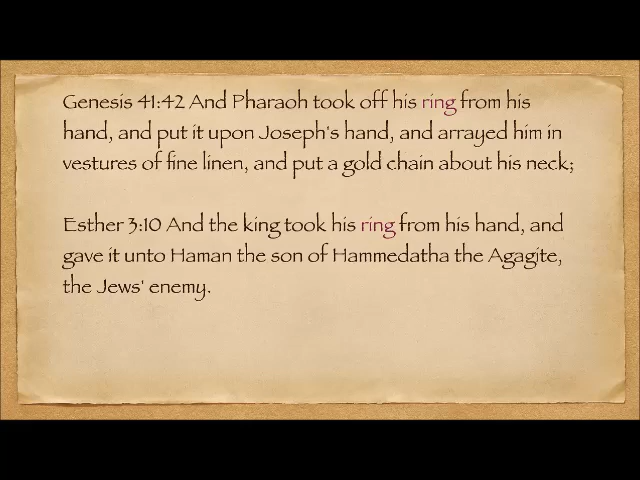 Genesis 41:42 And Pharaoh took off his ring from his
hand, and put it upon Joseph's hand, and arrayed him in
vestures of fine linen, and put a gold chain about his neck;
Esther 3:10 And the king took his ring from his hand, and
gave it unto Haman the son of Hammedatha the Agagite,
the Jews' enemy.